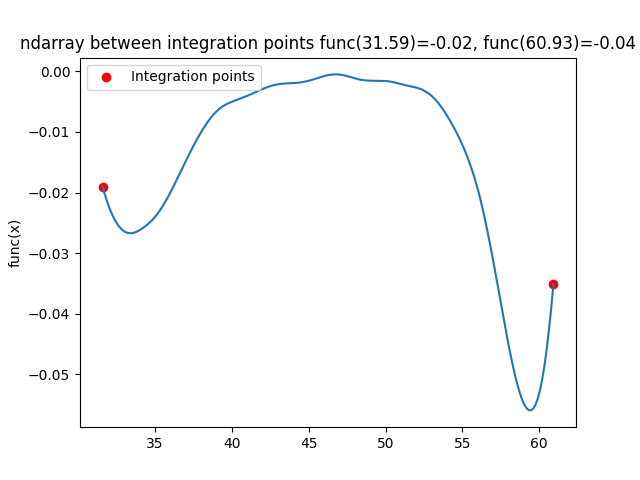 ndarray between integration points func(31.59)=-0.02, func(60.93)=-0.04
Integration points
func(x)
0.00
−0.01
−0.02
−0.03
−0.04
−0.05
35 40 45 50 55 60